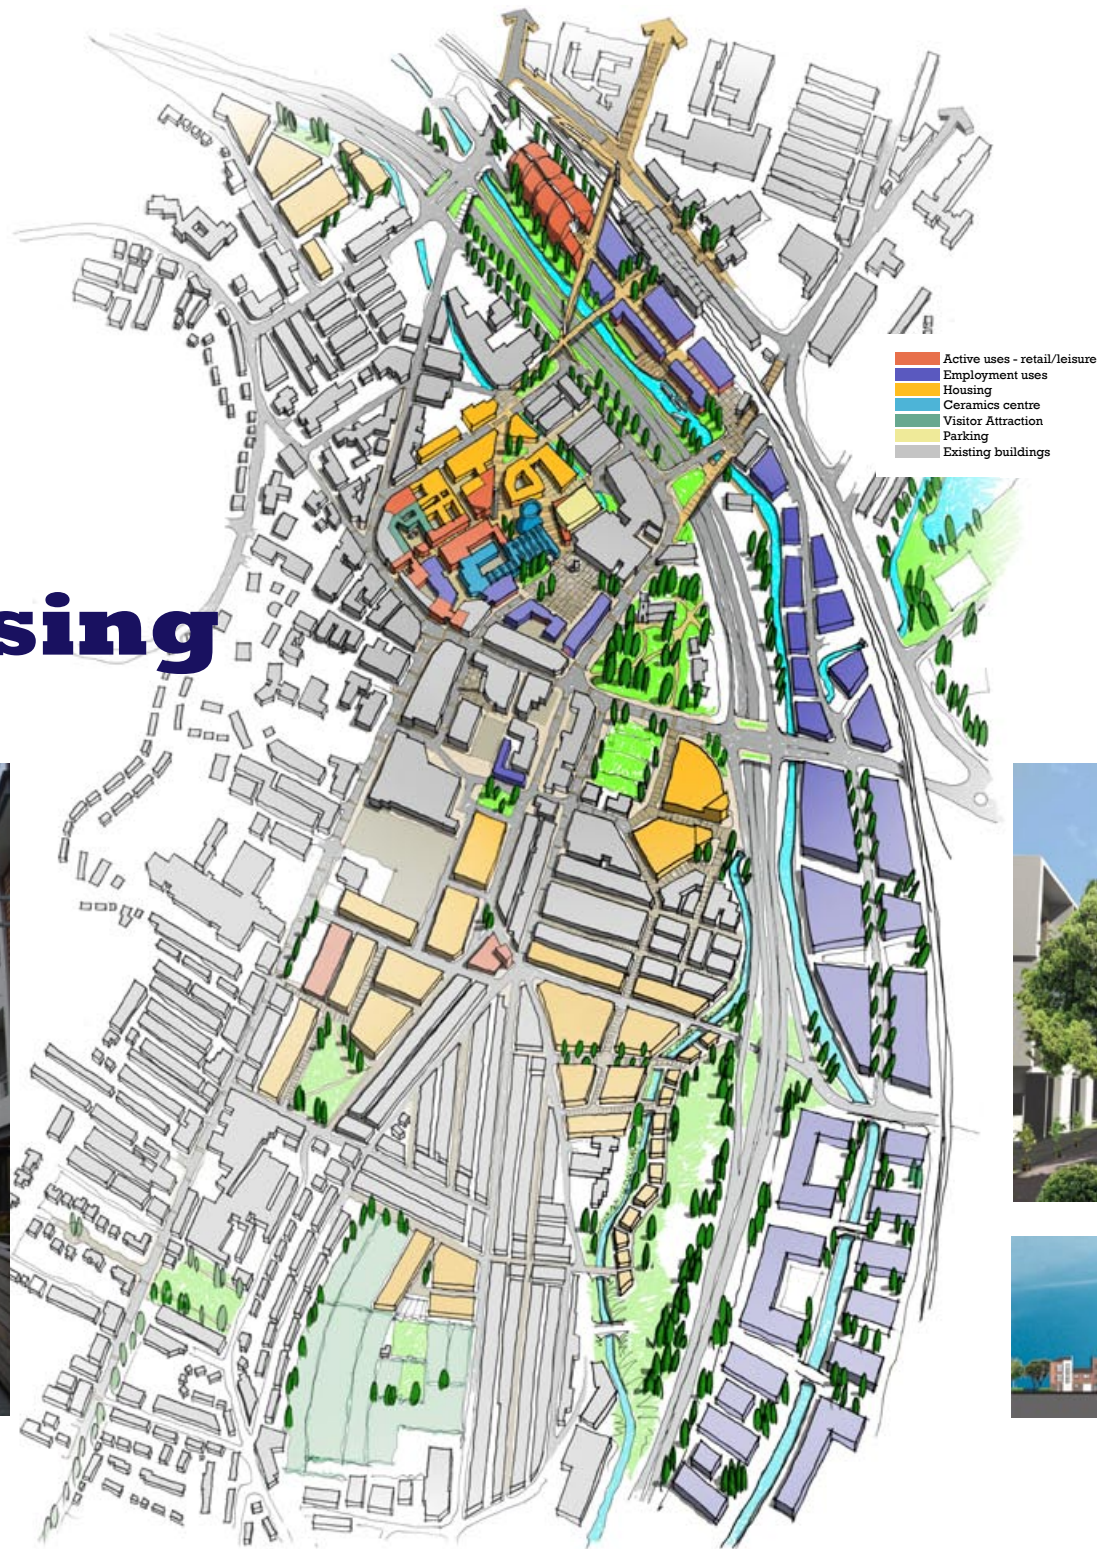 Active uses - retail/leisure
Employment uses
Housing
Ceramics centre
Visitor Attraction
Parking
Existing buildings
sing